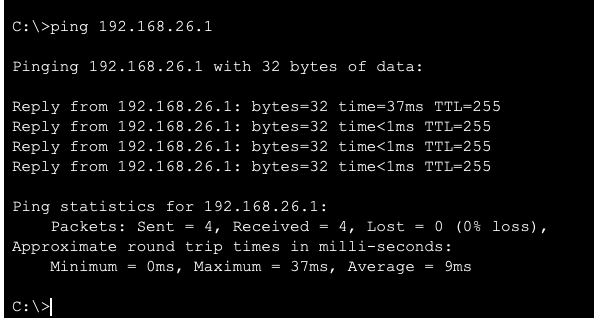 C:\>ping 192.168.26.1
Pinging 192.168.26.1 with 32 bytes of data:
Reply from 192.168.26.1: bytes=32 time=37ms TTL=255
Reply from 192.168.26.1: bytes=32 time<1ms TTL=255
Reply from 192.168.26.1: bytes=32 time<1ms TTL=255
Reply from 192.168.26.1: bytes=32 time<1ms TTL=255
Ping statistics for 192.168.26.1:
    Packets: Sent = 4, Received = 4, Lost = 0 (0% loss),
Approximate round trip times in milli-seconds:
    Minimum = 0ms, Maximum = 37ms, Average = 9ms
C:\>